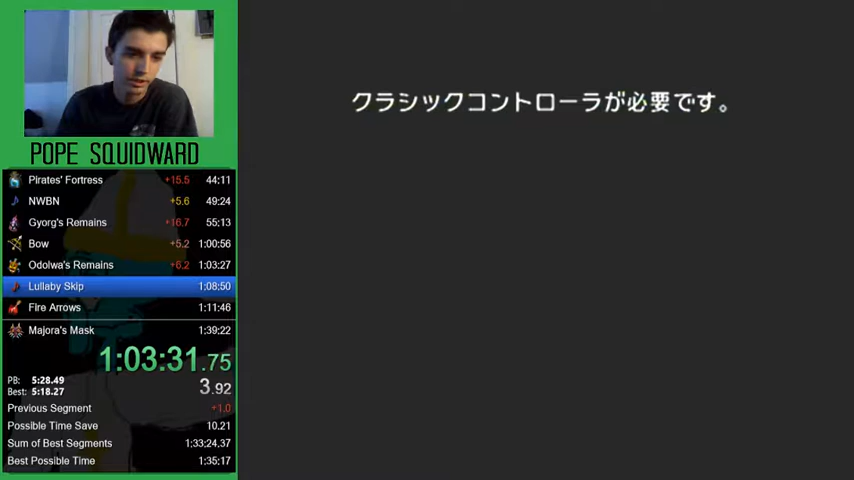 POPE SQUIDWARD
Pirates' Fortress +15.5 44:11
NWBN +5.6 49:24
Gyorg's Remains +16.7 55:13
Bow +5.2 1:00:56
Odolwa's Remains +6.2 1:03:27
Lullaby Skip 1:08:50
Fire Arrows 1:11:46
Majora's Mask 1:39:22
1:03:31.75
PB: 5:28.49
Best: 5:18.27
3.92
Previous Segment +1.0
Possible Time Save 10.21
Sum of Best Segments 1:33:24.37
Best Possible Time 1:35:17
クラシックコントローラが必要です。